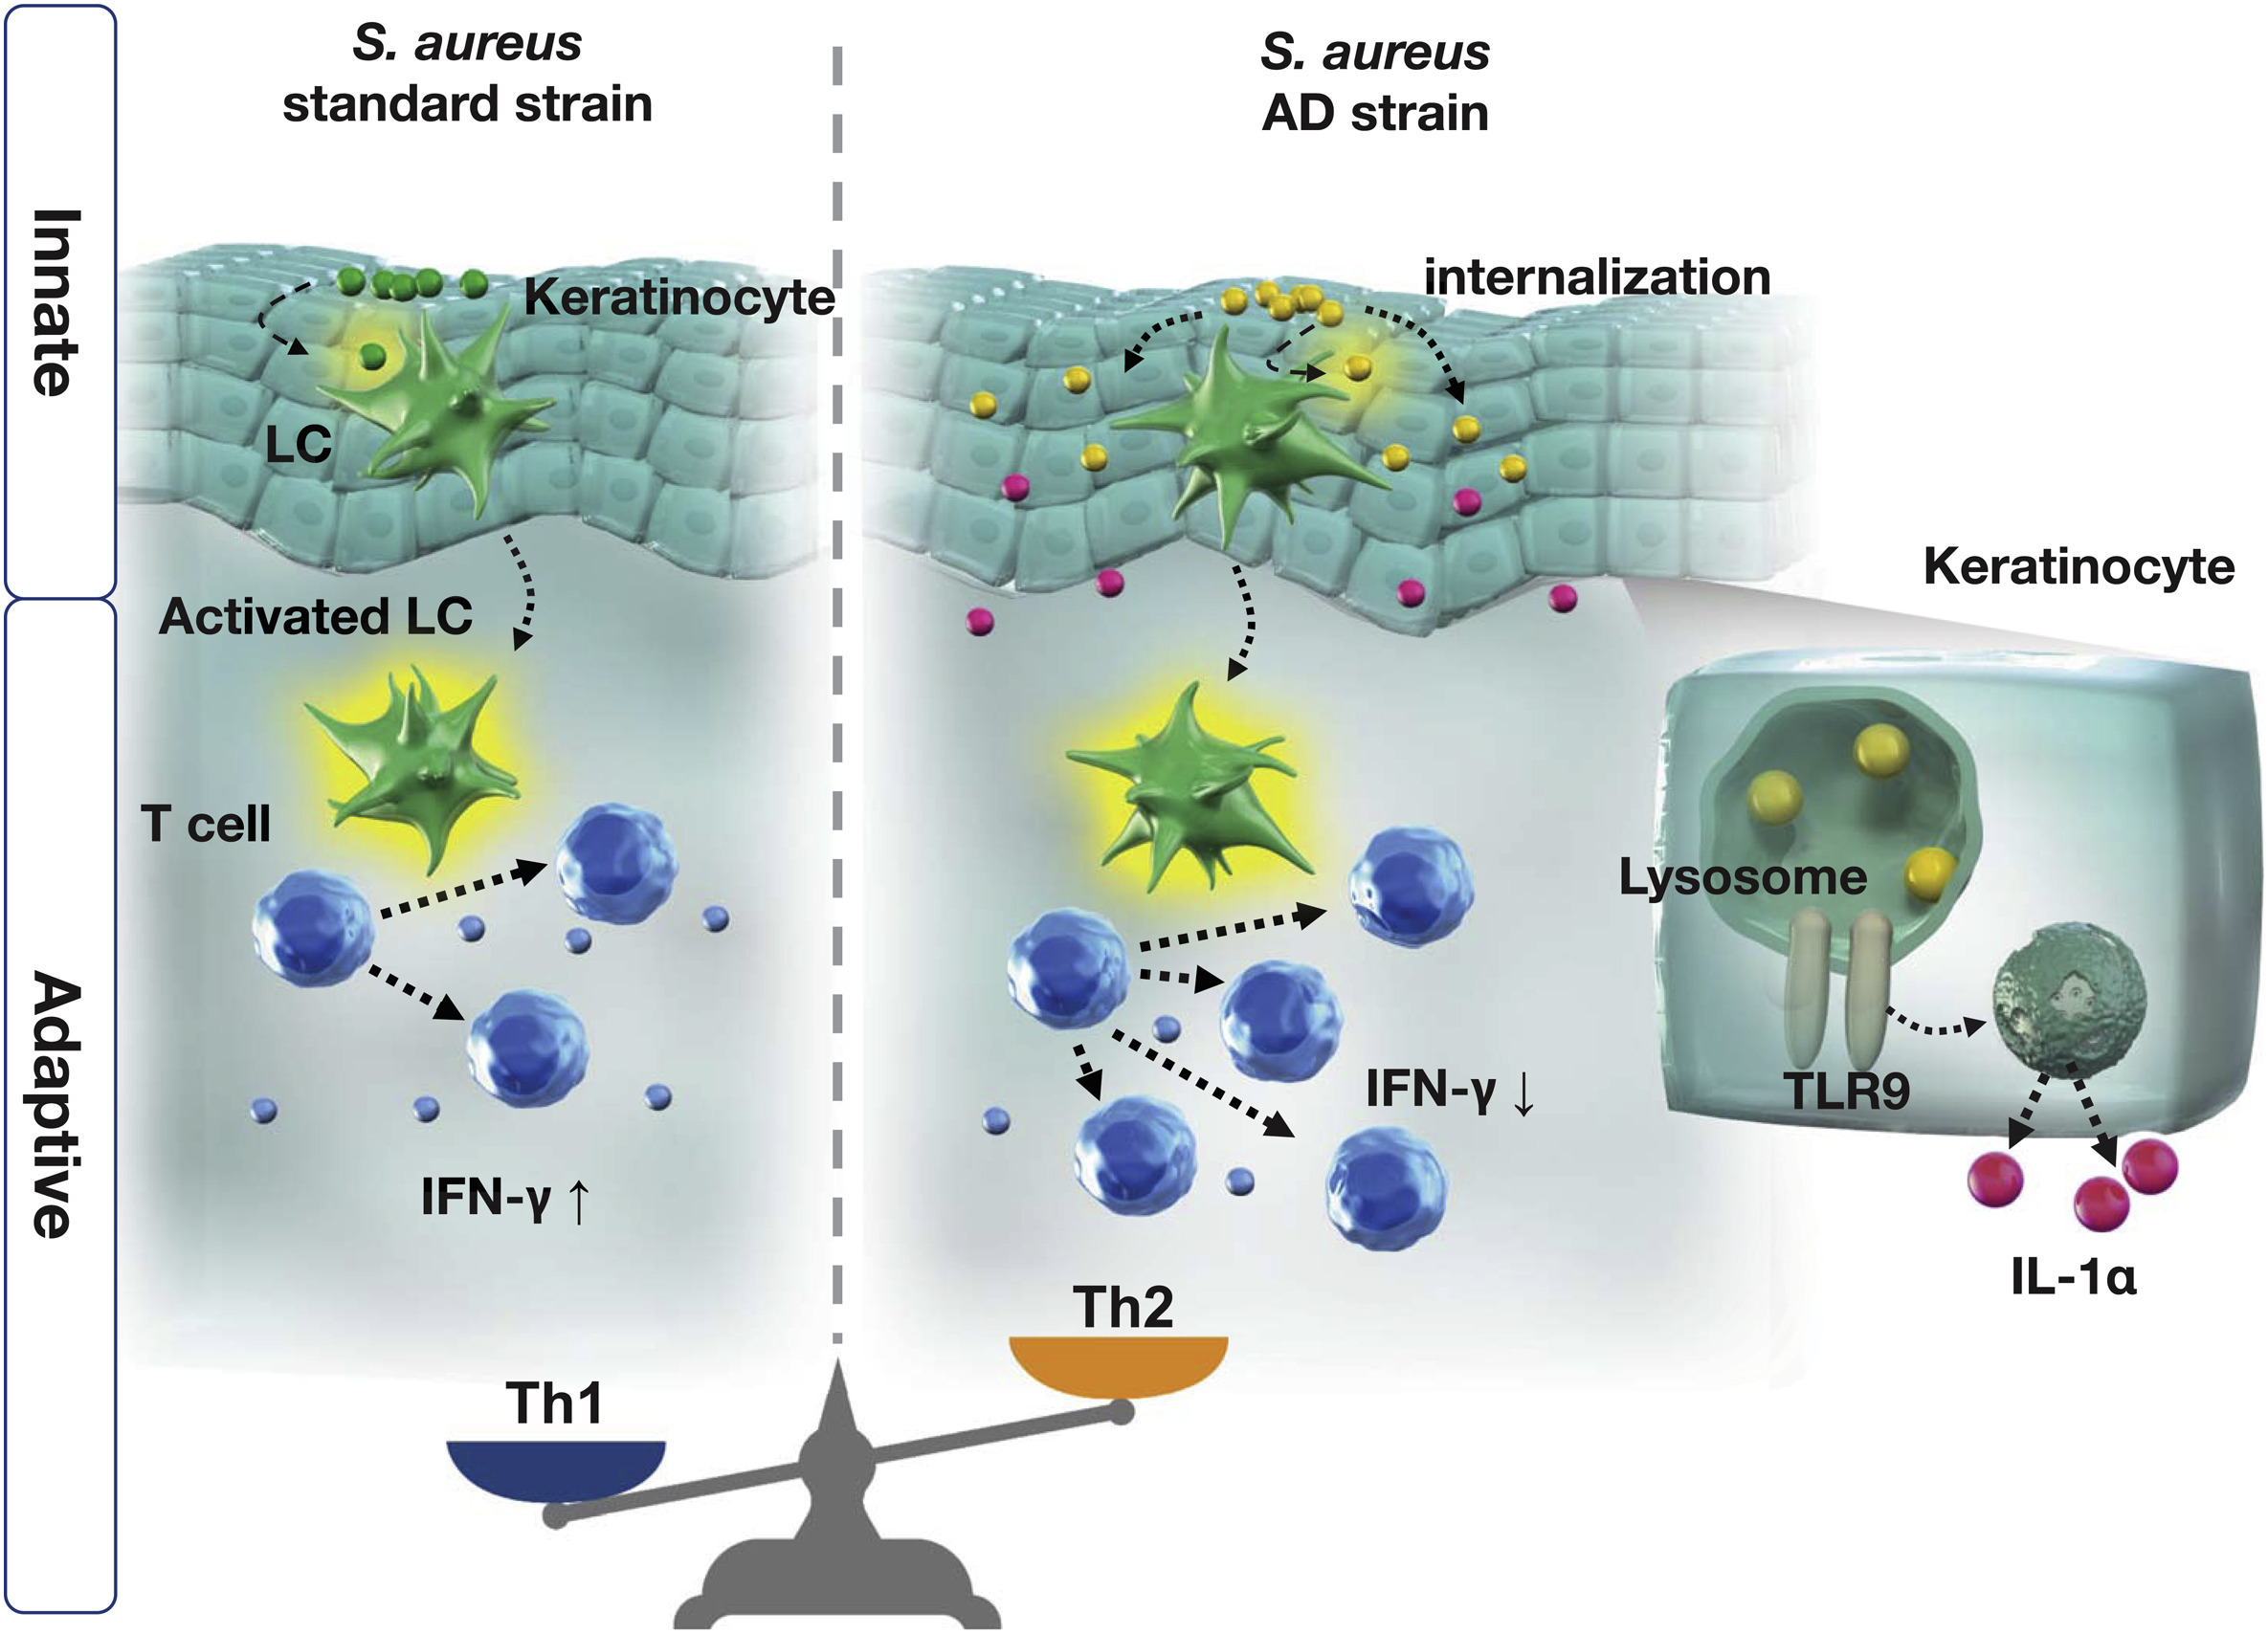 Innate
Adaptive
S. aureus
standard strain
Keratinocyte
LC
Activated LC
T cell
IFN-γ ↑
Th1
S. aureus
AD strain
internalization
IFN-γ ↓
Th2
Keratinocyte
Lysosome
TLR9
IL-1α